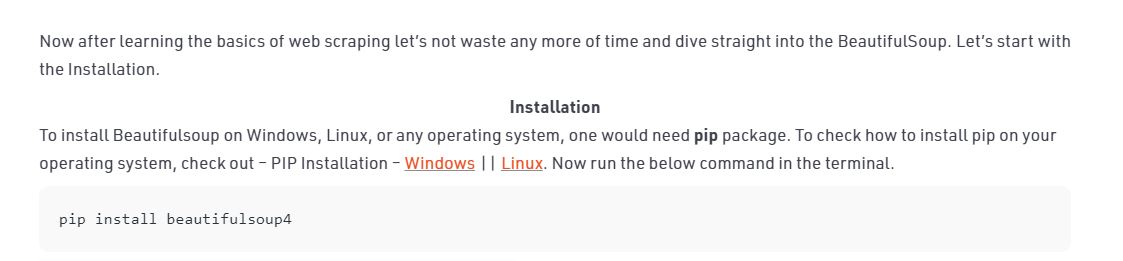 Now after learning the basics of web scraping let's not waste any more of time and dive straight into the BeautifulSoup. Let's start with
the Installation.
Installation
To install Beautifulsoup on Windows, Linux, or any operating system, one would need pip package. To check how to install pip on your
operating system, check out – PIP Installation – Windows || Linux. Now run the below command in the terminal.
pip install beautifulsoup4